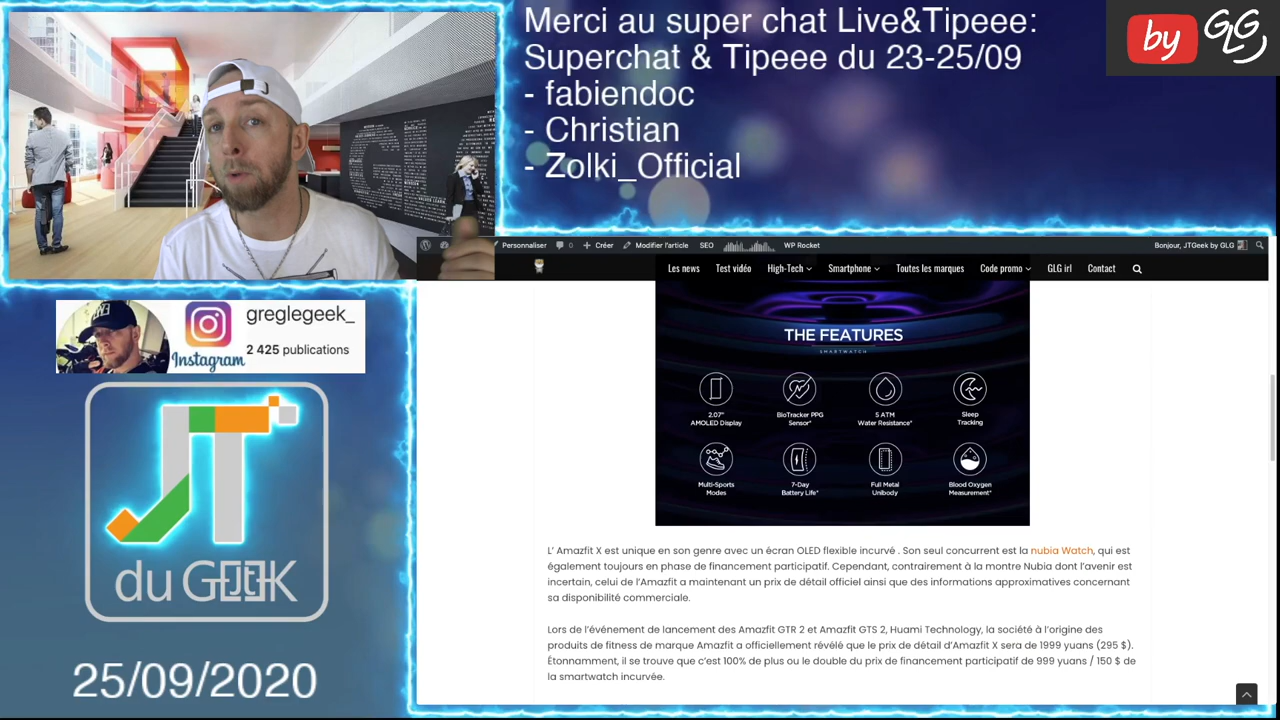 Merci au super chat Live&Tipeee:
Superchat & Tipeee du 23-25/09
- fabiendoc
- Christian
- Zolki_Official
by GLG
Personnaliser 0 Créer Modifier l'article SEO WP Rocket Bonjour, JTGeek by GLG
Les news Test vidéo High-Tech Smartphone Toutes les marques Code promo GLG irl Contact
greglegeek_
Instagram
2 425 publications
JT
du GEEK
25/09/2020
THE FEATURES
SMARTWATCH
2.07"
AMOLED Display
BioTracker PPG
Sensor*
5 ATM
Water Resistance*
Sleep
Tracking
Multi-Sports
Modes
7-Day
Battery Life*
Full Metal
Unibody
Blood Oxygen
Measurement*
L' Amazfit X est unique en son genre avec un écran OLED flexible incurvé . Son seul concurrent est la nubia Watch, qui est
également toujours en phase de financement participatif. Cependant, contrairement à la montre Nubia dont l'avenir est
incertain, celui de l'Amazfit a maintenant un prix de détail officiel ainsi que des informations approximatives concernant
sa disponibilité commerciale.
Lors de l'événement de lancement des Amazfit GTR 2 et Amazfit GTS 2, Huami Technology, la société à l'origine des
produits de fitness de marque Amazfit a officiellement révélé que le prix de détail d'Amazfit X sera de 1999 yuans (295 $).
Étonnamment, il se trouve que c'est 100% de plus ou le double du prix de financement participatif de 999 yuans / 150 $ de
la smartwatch incurvée.